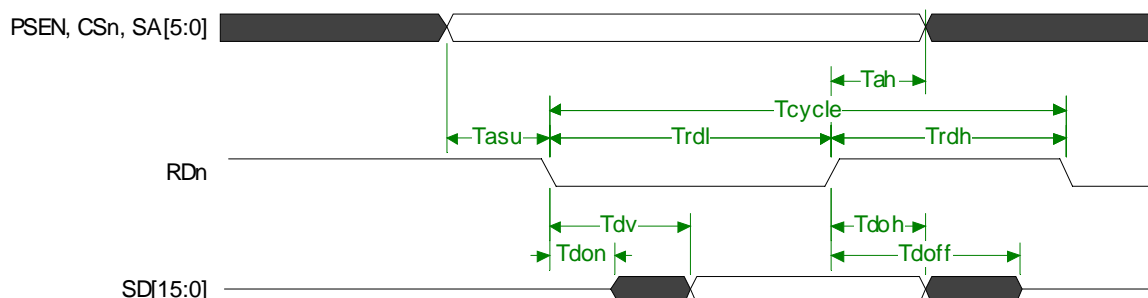 PSEN, CSn, SA[5:0]
Tah
Tcycle
Tasu
Trdl
Trdh
RDn
Tdv
Tdoh
Tdon
Tdoff
SD[15:0]